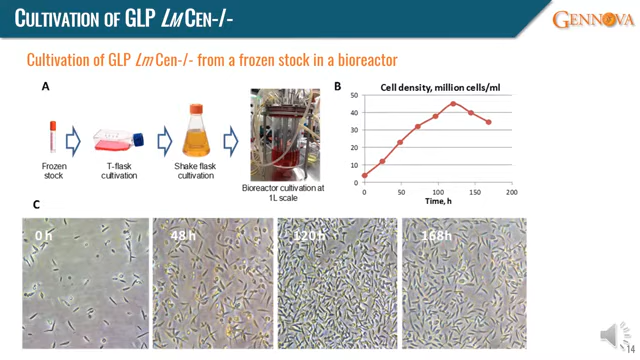 CULTIVATION OF GLP LM CEN-/-
GENNOVA
Cultivation of GLP Lm Cen-/- from a frozen stock in a bioreactor
A
Frozen
stock
T-flask
cultivation
Shake flask
cultivation
Bioreactor cultivation at
1L scale
B
Cell density, million cells/ml
50
40
30
20
10
0
0 50 100 150 200
Time, h
C
0 h
48 h
120 h
168 h
14